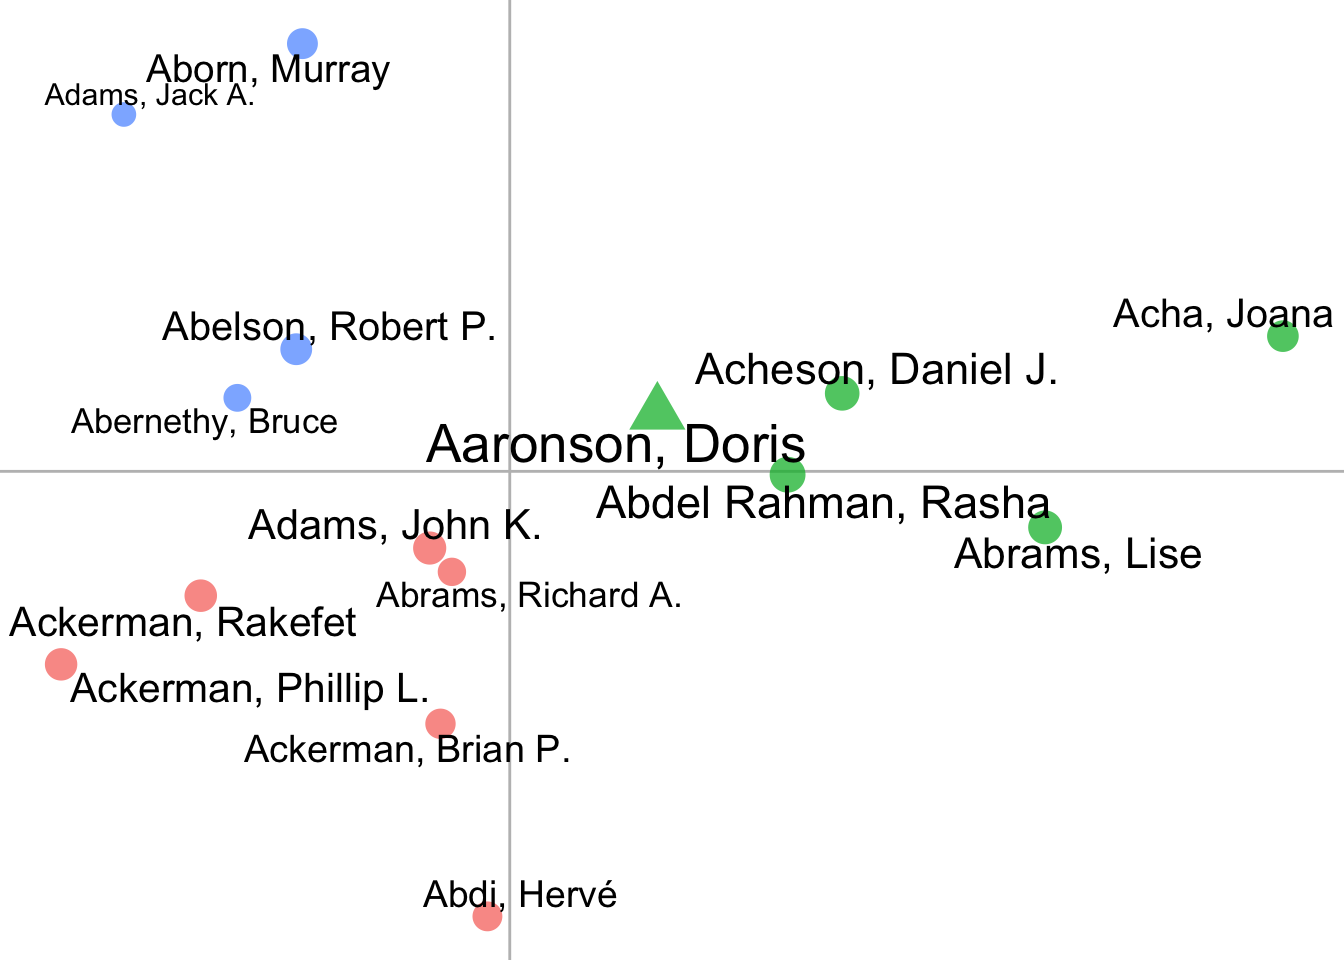 Aborn, Murray
Adams, Jack A.
Acha, Joana
Abelson, Robert P.
Acheson, Daniel J.
Abernethy, Bruce
Aaronson, Doris
Abdel Rahman, Rasha
Adams, John K.
Abrams, Lise
Abrams, Richard A.
Ackerman, Rakefet
Ackerman, Phillip L.
Ackerman, Brian P.
Abdi, Hervé